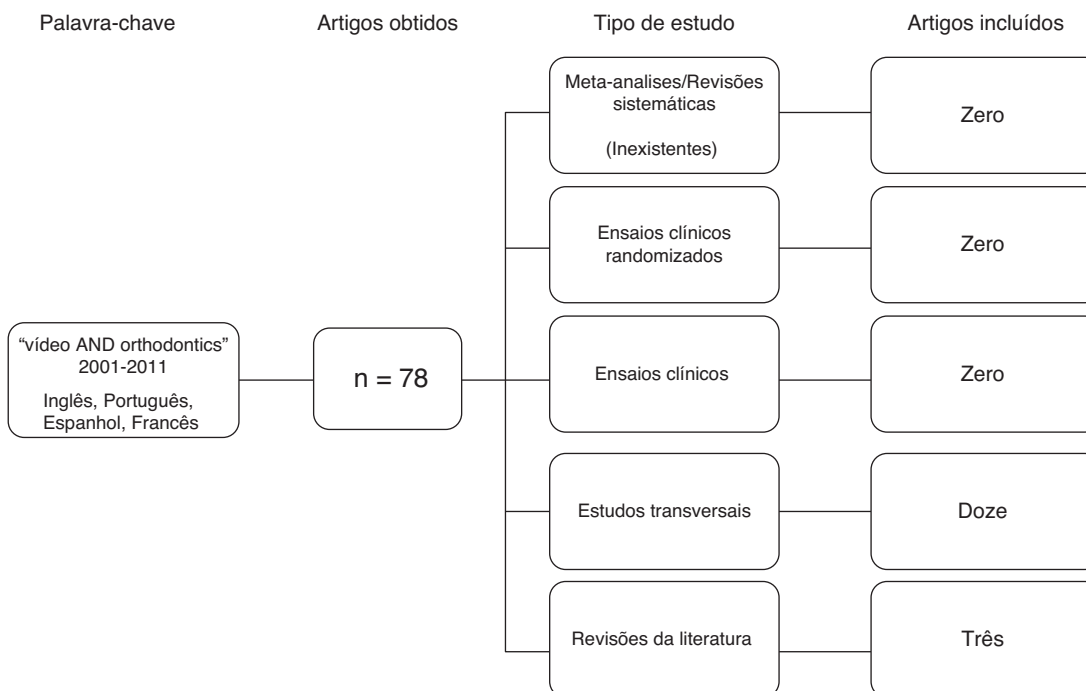 Palavra-chave
Artigos obtidos
Tipo de estudo
Artigos incluídos
“vídeo AND orthodontics”
2001-2011
Inglês, Português,
Espanhol, Francês
n = 78
Meta-analises/Revisões
sistemáticas
(Inexistentes)
Zero
Ensaios clínicos
randomizados
Zero
Ensaios clínicos
Zero
Estudos transversais
Doze
Revisões da literatura
Três